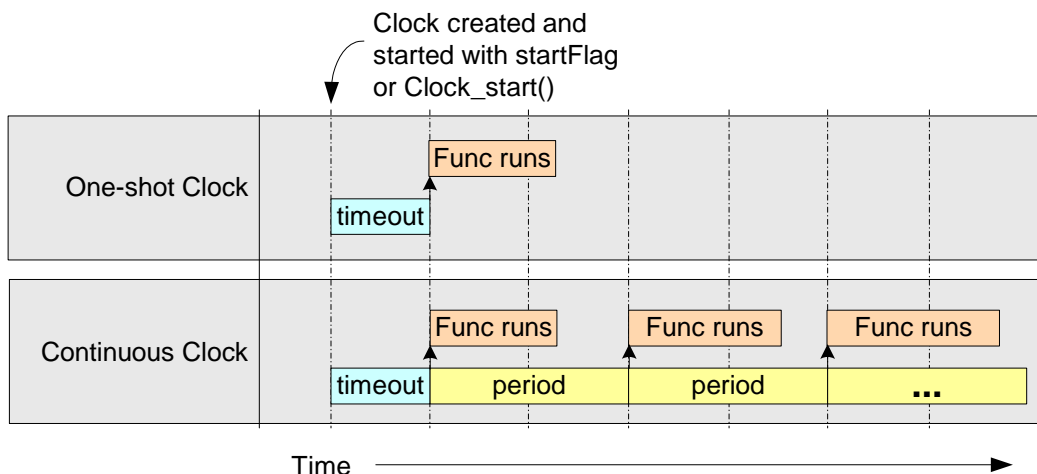 Clock created and
started with startFlag
or Clock_start()
One-shot Clock
Func runs
timeout
Continuous Clock
Func runs
Func runs
Func runs
timeout
period
period
...
Time